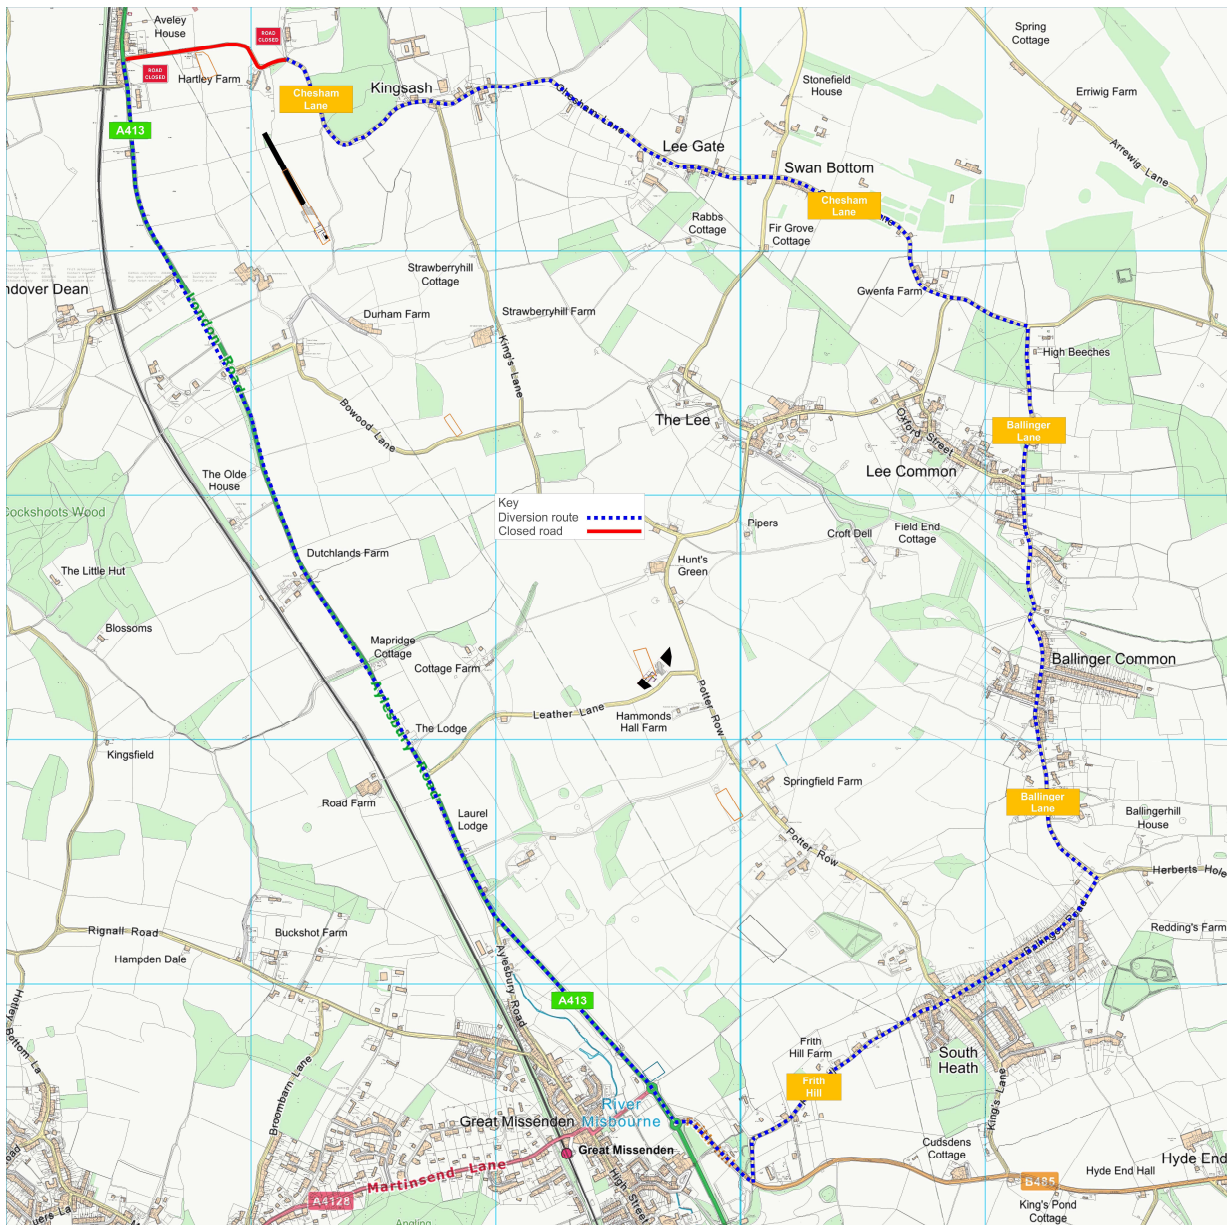 Aveley
House
ROAD
CLOSED
ROAD
CLOSED
Hartley Farm
Chesham
Lane
Kingsash
A413
Chesham Lane
Lee Gate
Stonefield
House
Spring
Cottage
Erriwig Farm
Arrewig Lane
Swan Bottom
Chesham
Lane
Rabbs
Cottage
Fir Grove
Cottage
Gwenfa Farm
ndover Dean
London Road
Strawberryhill
Cottage
Durham Farm
Strawberryhill Farm
King's Lane
High Beeches
Bowood Lane
The Lee
Oxford Street
Ballinger
Lane
Lee Common
The Olde
House
Cockshoots Wood
Key
Diversion route
Closed road
Pipers
Croft Dell
Field End
Cottage
Dutchlands Farm
The Little Hut
Hunt's
Green
Blossoms
Mapridge
Cottage
Cottage Farm
Ballinger Common
Aylesbury Road
The Lodge
Leather Lane
Hammonds
Hall Farm
Potter Row
Kingsfield
Road Farm
Laurel
Lodge
Springfield Farm
Ballinger
Lane
Ballingerhill
House
Potter Row
Herberts Hole
Rignall Road
Buckshot Farm
Hampden Dale
Aylesbury Road
Ballinger Road
Redding's Farm
A413
Hotley Bottom La
Broombarn Lane
Frith
Hill Farm
South
Heath
Frith
Hill
King's Lane
River
Misbourne
Great Missenden
Great Missenden
Martinsend Lane
A4128
High Street
Cudsdens
Cottage
Hyde End
Hyde End Hall
B485
King's Pond
Cottage
Road
uers La
Angling